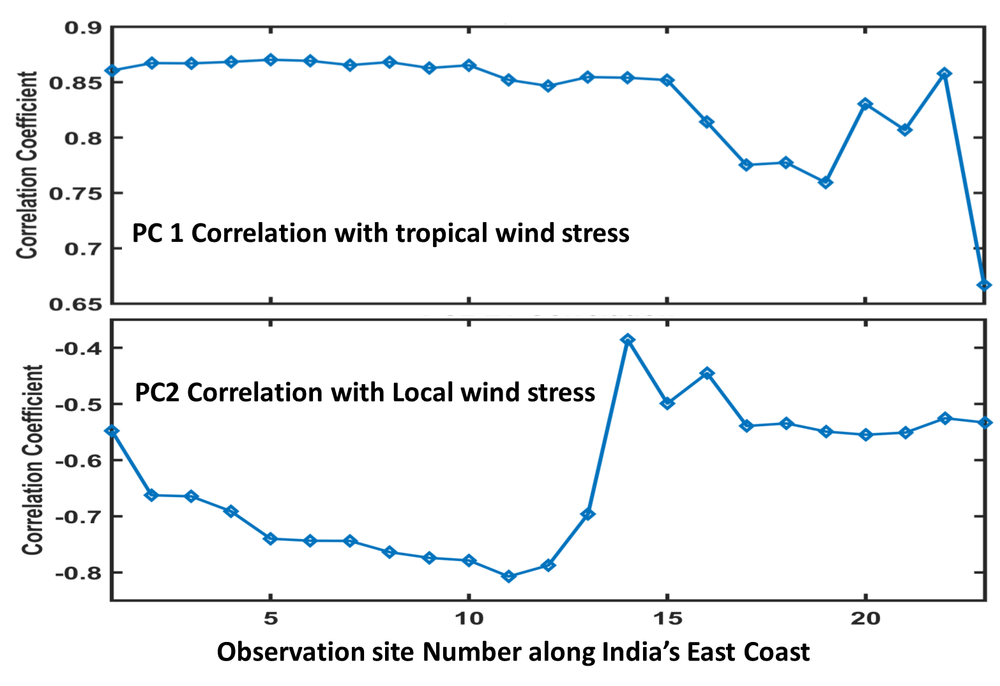 0.9
0.85
0.8
0.75
0.7
0.65
Correlation Coefficient
PC 1 Correlation with tropical wind stress
-0.4
-0.5
-0.6
-0.7
-0.8
Correlation Coefficient
PC2 Correlation with Local wind stress
5 10 15 20
Observation site Number along India’s East Coast